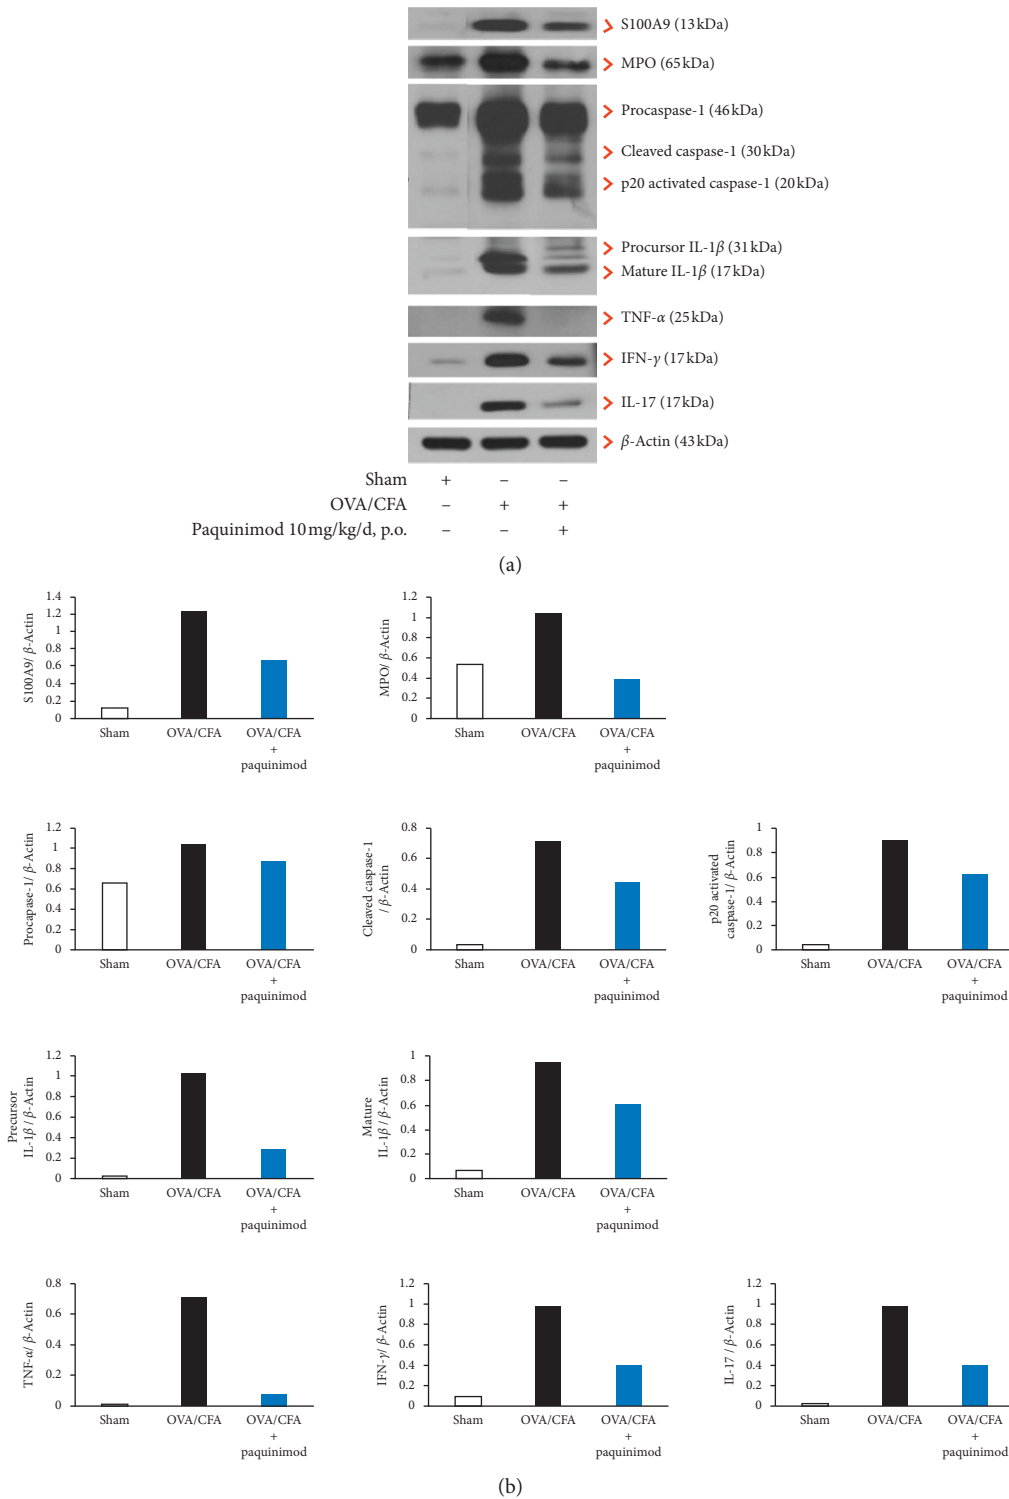 S100A9 (13 kDa)
MPO (65 kDa)
Procaspase-1 (46 kDa)
Cleaved caspase-1 (30 kDa)
p20 activated caspase-1 (20 kDa)
Procursor IL-1β (31 kDa)
Mature IL-1β (17 kDa)
TNF-α (25 kDa)
IFN-γ (17 kDa)
IL-17 (17 kDa)
β-Actin (43 kDa)
Sham + – –
OVA/CFA – + +
Paquinimod 10 mg/kg/d, p.o. – – +
(a)
S100A9/ β-Actin
1.4
1.2
1
0.8
0.6
0.4
0.2
0
Sham
OVA/CFA
OVA/CFA
+
paquinimod
MPO/ β-Actin
1.2
1
0.8
0.6
0.4
0.2
0
Sham
OVA/CFA
OVA/CFA
+
paquinimod
Procapase-1/ β-Actin
1.2
1
0.8
0.6
0.4
0.2
0
Sham
OVA/CFA
OVA/CFA
+
paquinimod
Cleaved caspase-1
/ β-Actin
0.8
0.6
0.4
0.2
0
Sham
OVA/CFA
OVA/CFA
+
paquinimod
p20 activated
caspase-1/ β-Actin
1
0.8
0.6
0.4
0.2
0
Sham
OVA/CFA
OVA/CFA
+
paquinimod
Precursor
IL-1β / β-Actin
1.2
1
0.8
0.6
0.4
0.2
0
Sham
OVA/CFA
OVA/CFA
+
paquinimod
Mature
IL-1β / β-Actin
1
0.8
0.6
0.4
0.2
0
Sham
OVA/CFA
OVA/CFA
+
paqunimod
TNF-α/ β-Actin
0.8
0.6
0.4
0.2
0
Sham
OVA/CFA
OVA/CFA
+
paquinimod
IFN-γ/ β-Actin
1.2
1
0.8
0.6
0.4
0.2
0
Sham
OVA/CFA
OVA/CFA
+
paquinimod
IL-17 / β-Actin
1.2
1
0.8
0.6
0.4
0.2
0
Sham
OVA/CFA
OVA/CFA
+
paquinimod
(b)